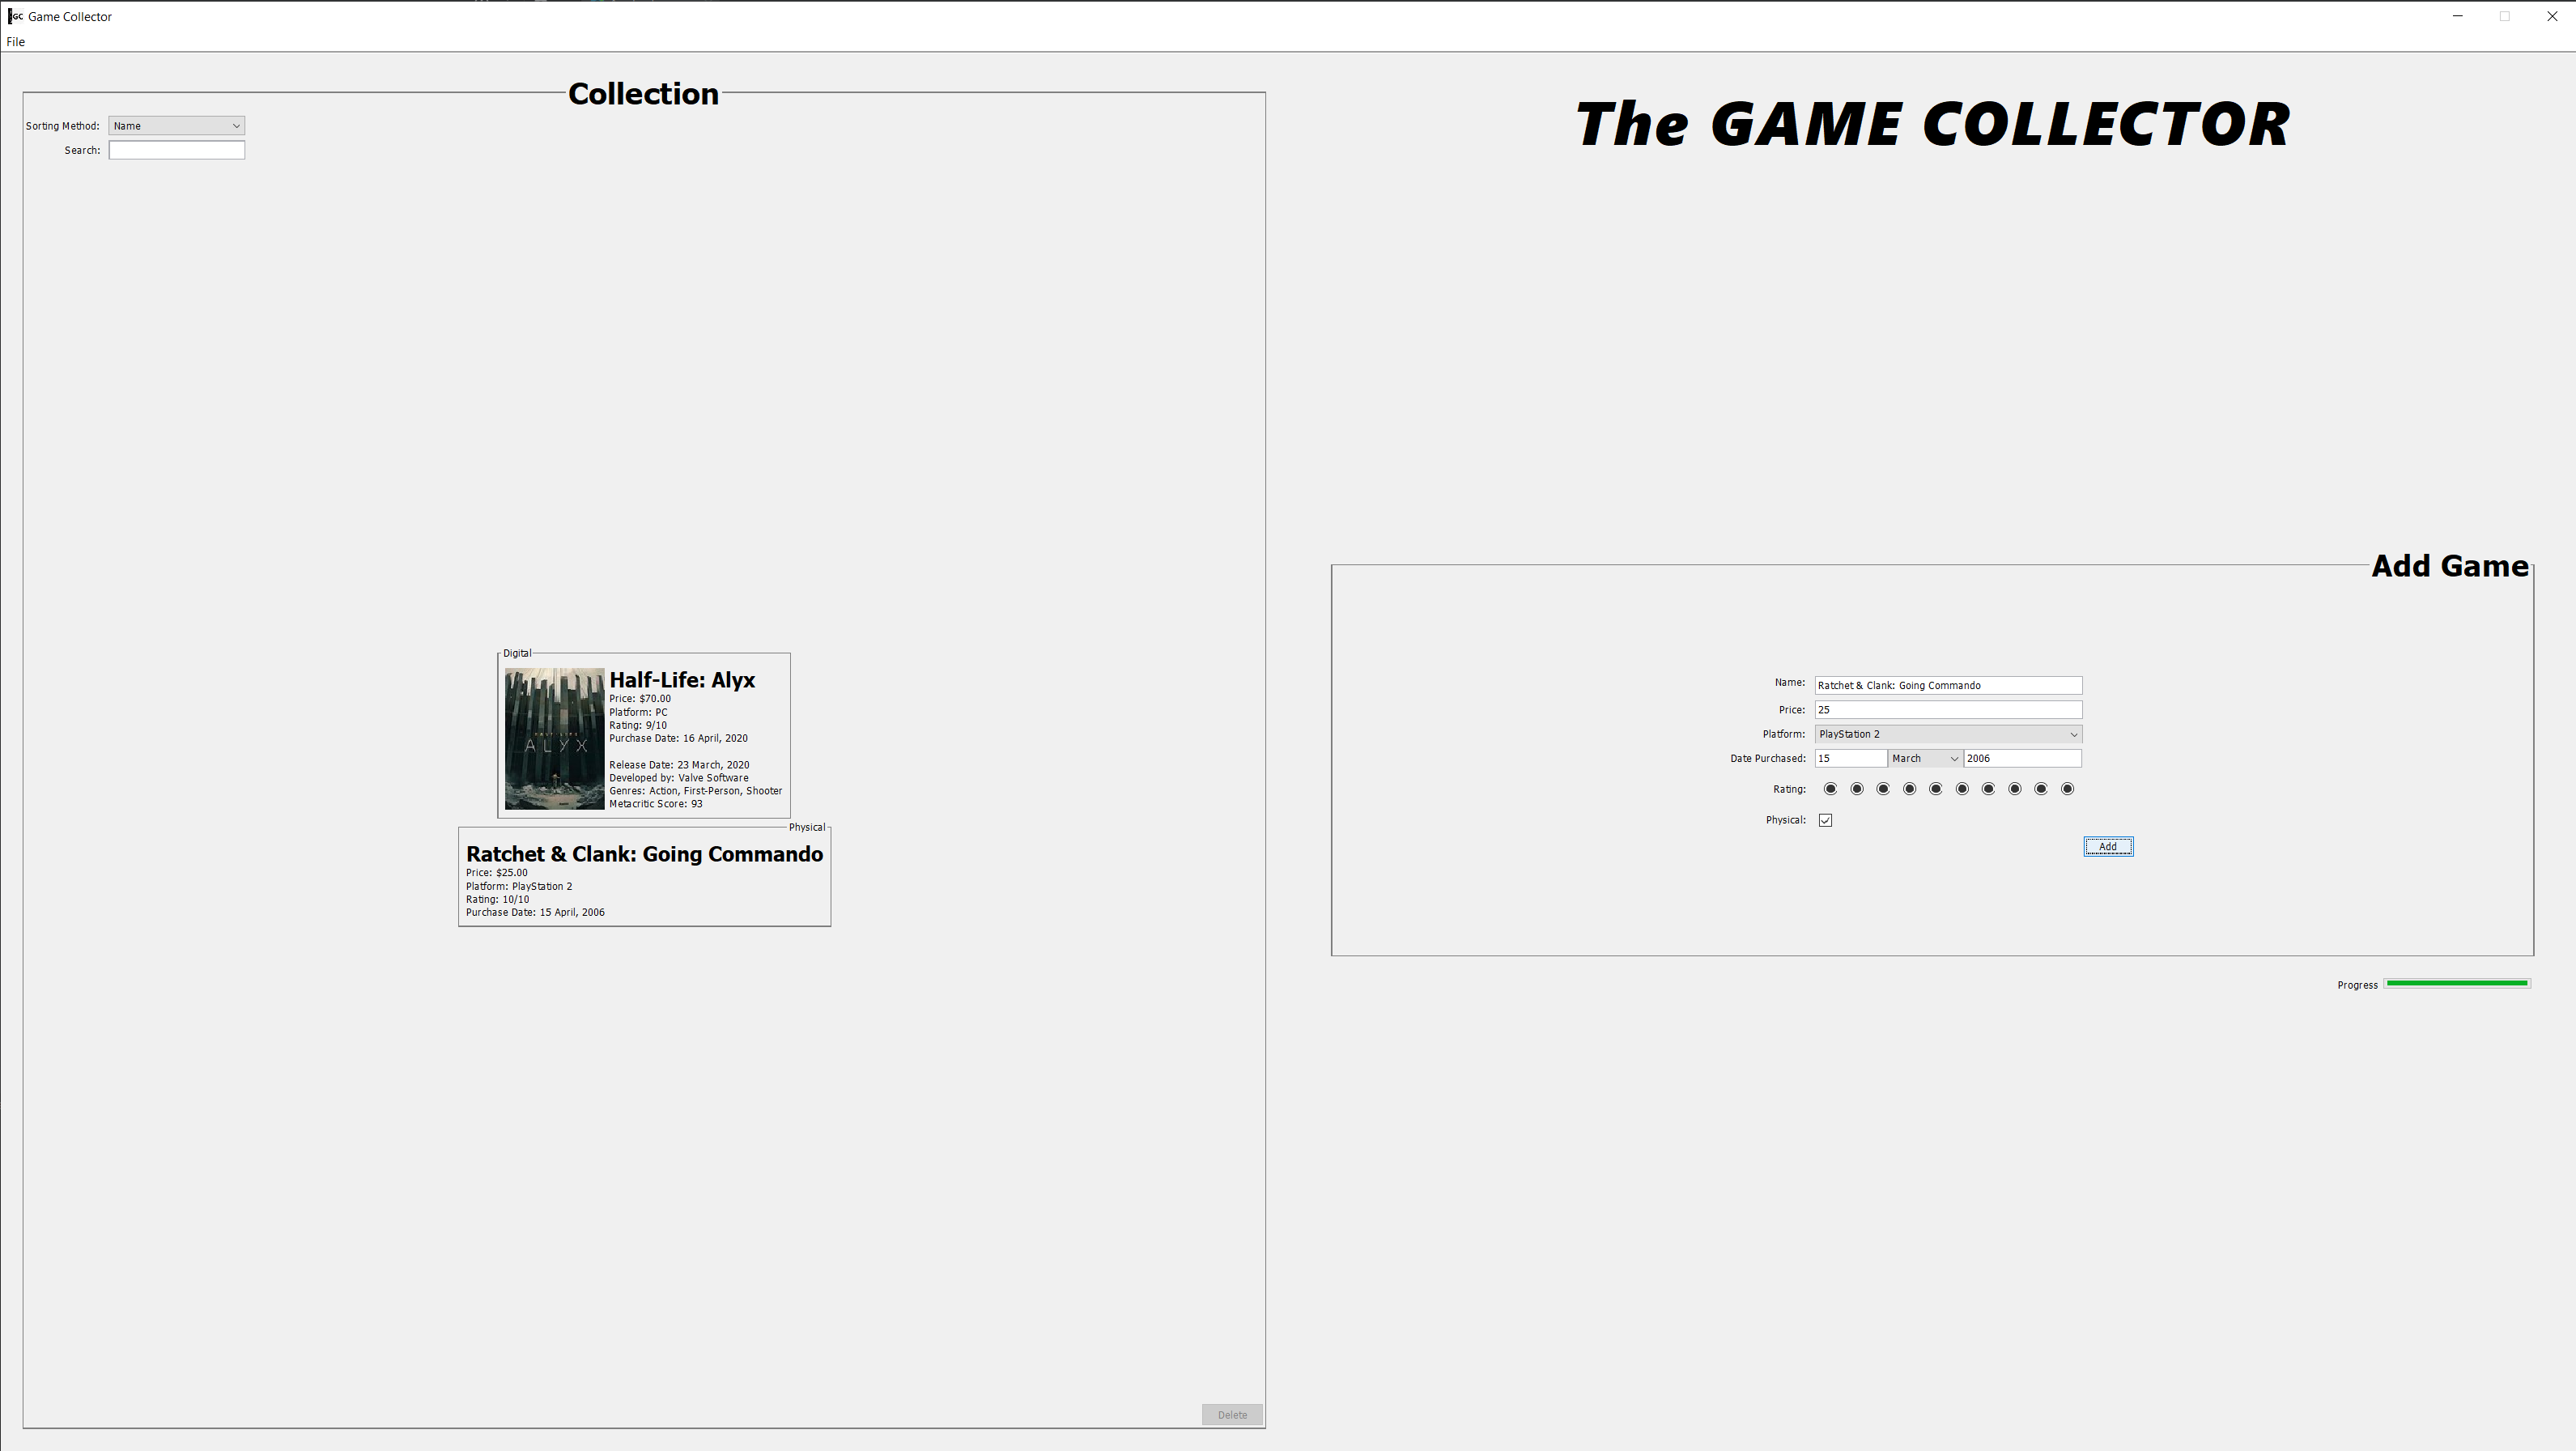 GC Game Collector
File
Collection
Sorting Method: Name
Search:
Digital
HALF-LIFE
ALYX
Half-Life: Alyx
Price: $70.00
Platform: PC
Rating: 9/10
Purchase Date: 16 April, 2020
Release Date: 23 March, 2020
Developed by: Valve Software
Genres: Action, First-Person, Shooter
Metacritic Score: 93
Physical
Ratchet & Clank: Going Commando
Price: $25.00
Platform: PlayStation 2
Rating: 10/10
Purchase Date: 15 April, 2006
Delete
The GAME COLLECTOR
Add Game
Name: Ratchet & Clank: Going Commando
Price: 25
Platform: PlayStation 2
Date Purchased: 15 March 2006
Rating:
Physical:
Add
Progress